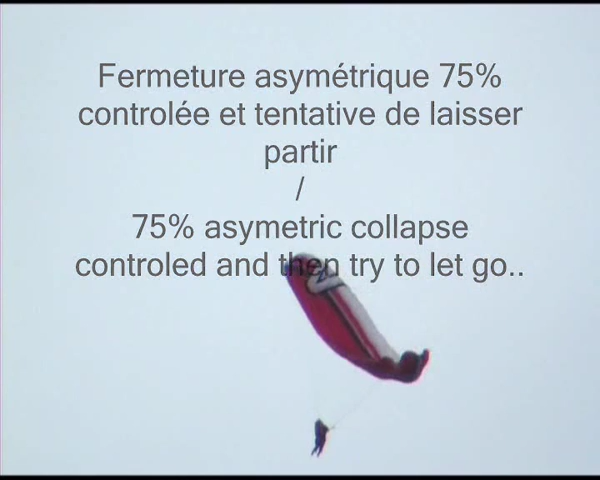 Fermeture asymétrique 75%
controlée et tentative de laisser
partir
/
75% asymetric collapse
controled and then try to let go..